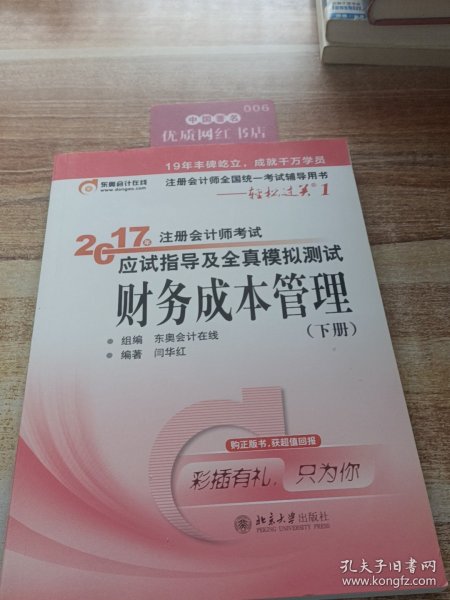 006
中国著名
优质网红书店
19年丰碑屹立，成就千万学员
东奥会计在线
www.dongao.com
注册会计师全国统一考试辅导用书
——轻松过关®1
2017年 注册会计师考试
应试指导及全真模拟测试
财务成本管理
（下册）
组编 东奥会计在线
编著 闫华红
购正版书，获超值回报
彩插有礼，只为你
北京大学出版社
孔夫子旧书网
www.kongfz.com